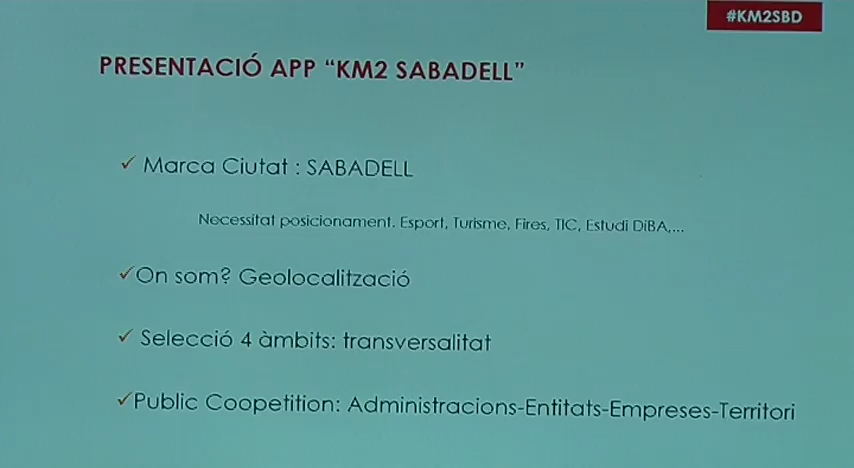 #KM2SBD
PRESENTACIÓ APP “KM2 SABADELL”
✓ Marca Ciutat : SABADELL
Necessitat posicionament. Esport, Turisme, Fires, TIC, Estudi DiBA,...
✓On som? Geolocalització
✓ Selecció 4 àmbits: transversalitat
✓Public Coopetition: Administracions-Entitats-Empreses-Territori